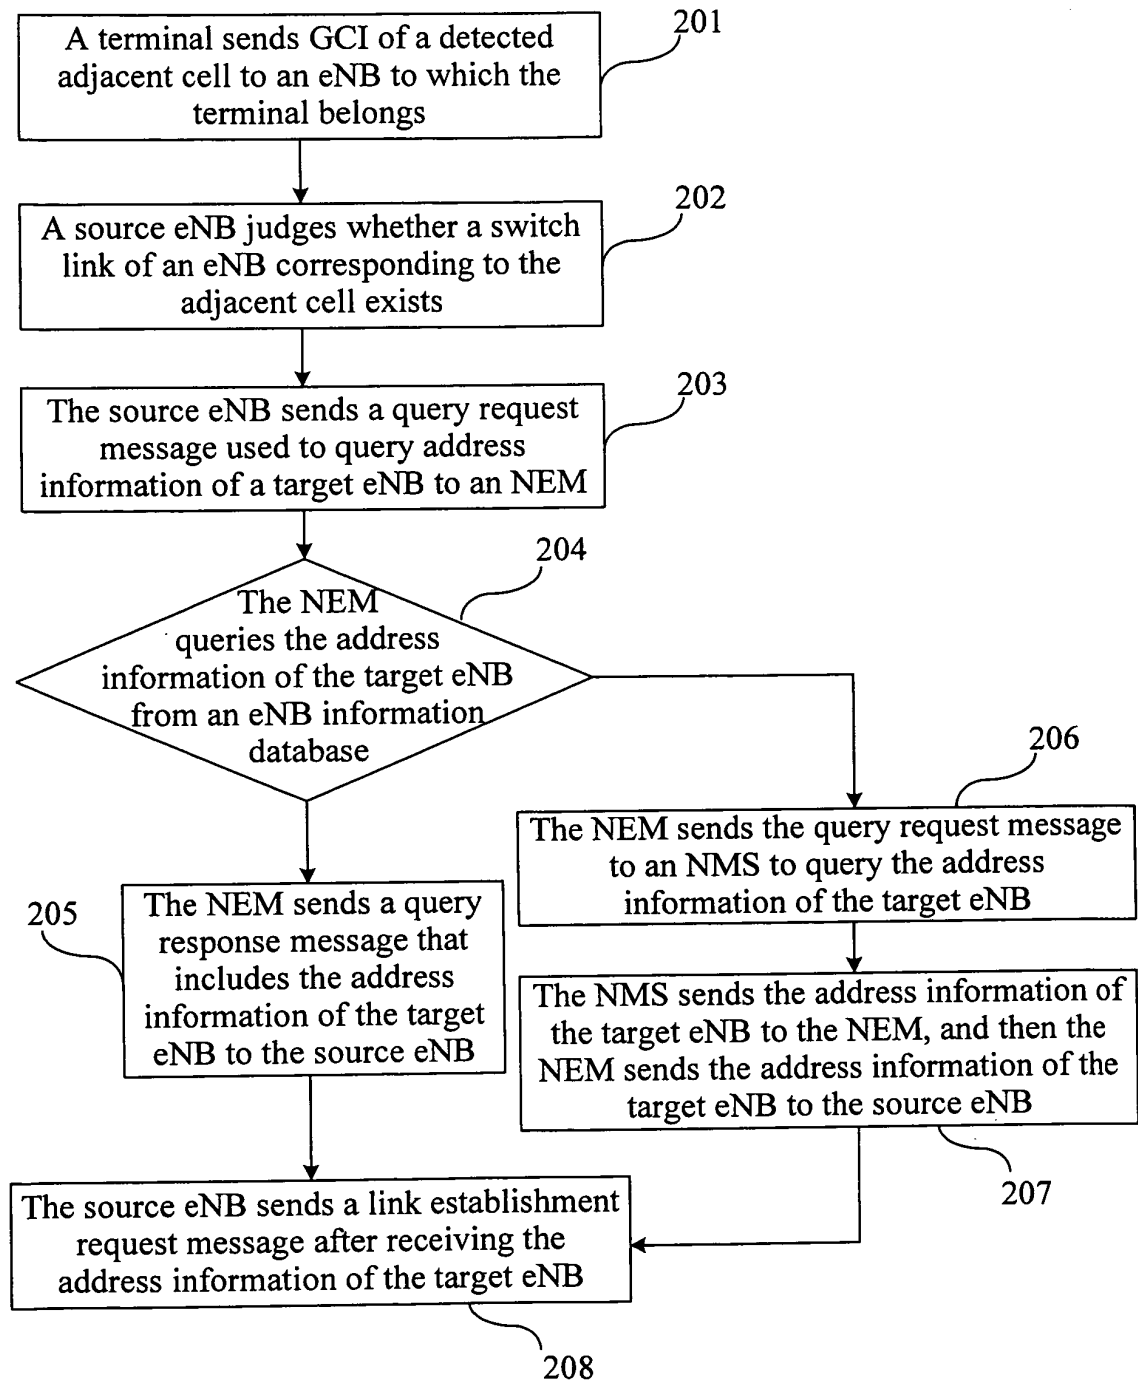 A terminal sends GCI of a detected
adjacent cell to an eNB to which the
terminal belongs
201
A source eNB judges whether a switch
link of an eNB corresponding to the
adjacent cell exists
202
The source eNB sends a query request
message used to query address
information of a target eNB to an NEM
203
204
The NEM
queries the address
information of the target eNB
from an eNB information
database
206
The NEM sends the query request message
to an NMS to query the address
information of the target eNB
205
The NEM sends a query
response message that
includes the address
information of the target
eNB to the source eNB
The NMS sends the address information of
the target eNB to the NEM, and then the
NEM sends the address information of the
target eNB to the source eNB
207
The source eNB sends a link establishment
request message after receiving the
address information of the target eNB
208